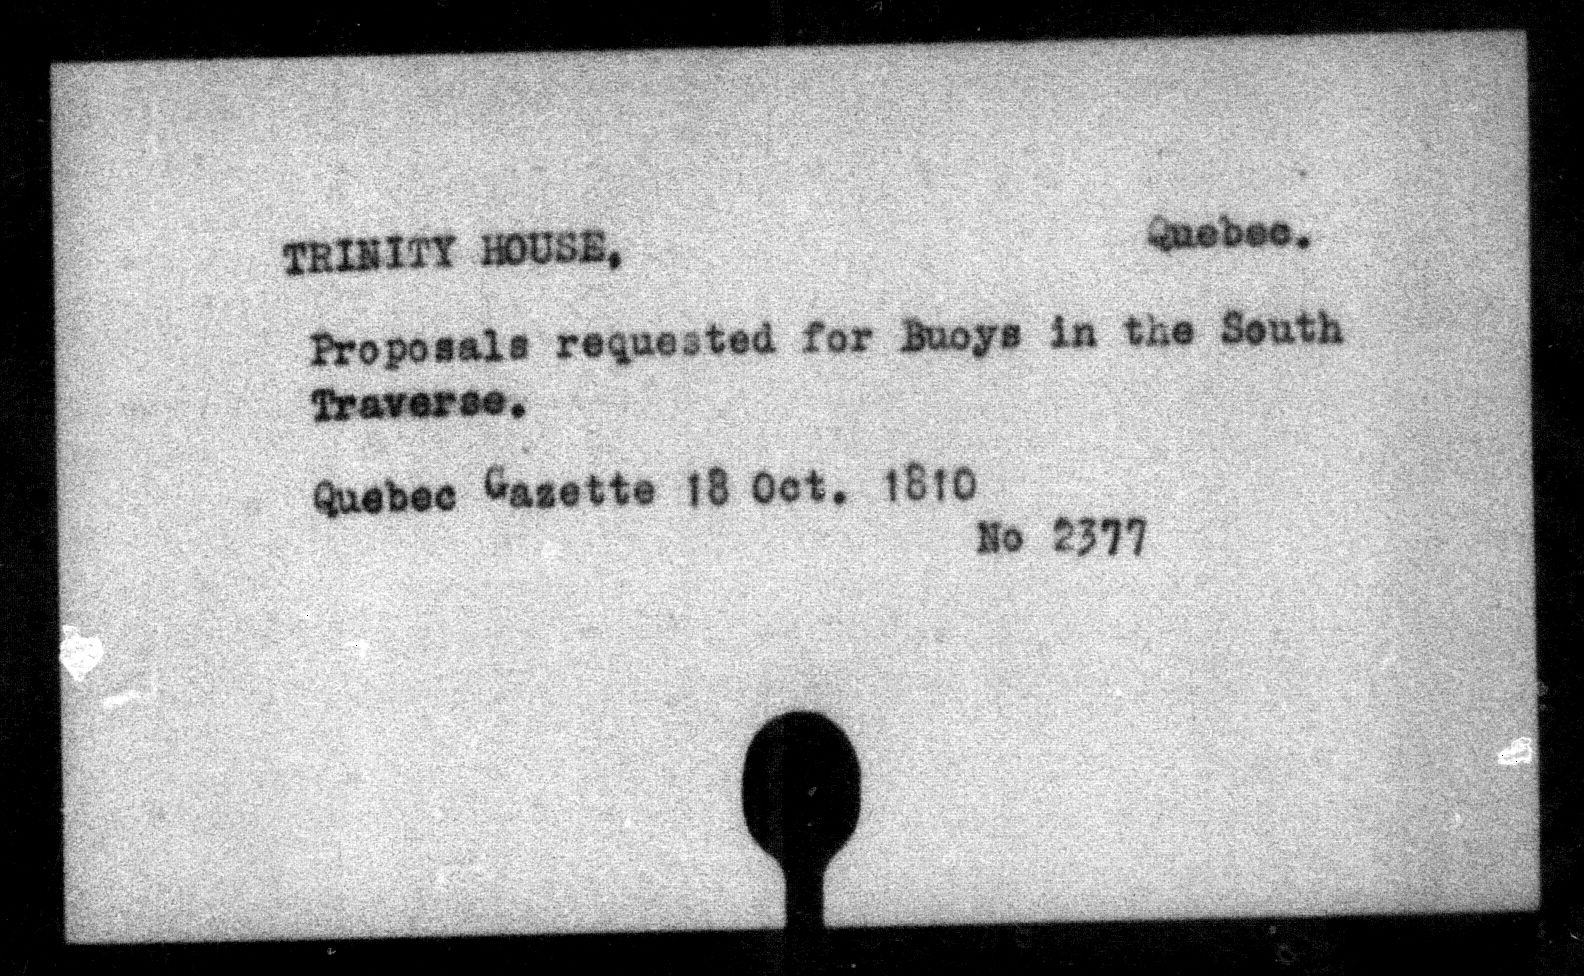 TRINITY HOUSE, Quebec.
Proposals requested for Buoys in the South
Traverse.
Quebec Gazette 18 Oct. 1810
No 2377